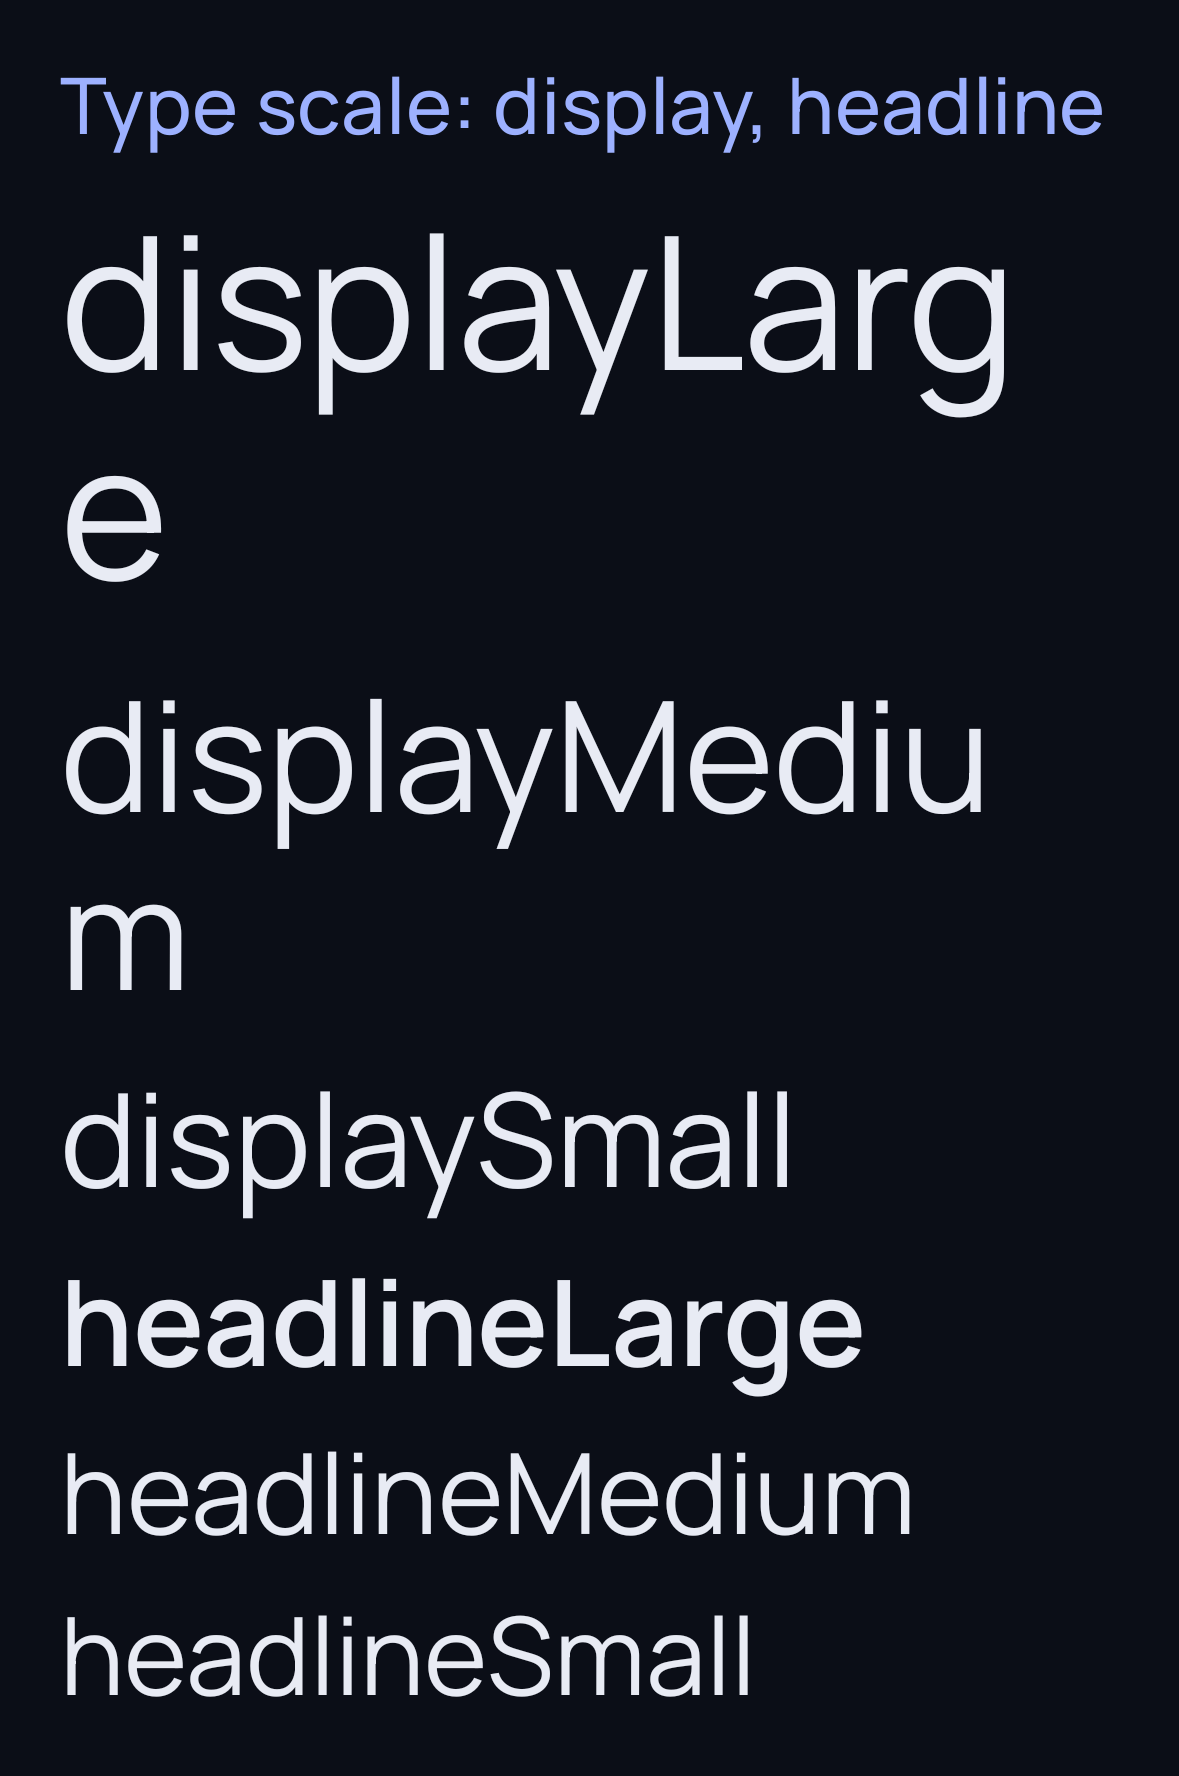 Type scale: display, headline
displayLarg
e
displayMediu
m
displaySmall
headlineLarge
headlineMedium
headlineSmall